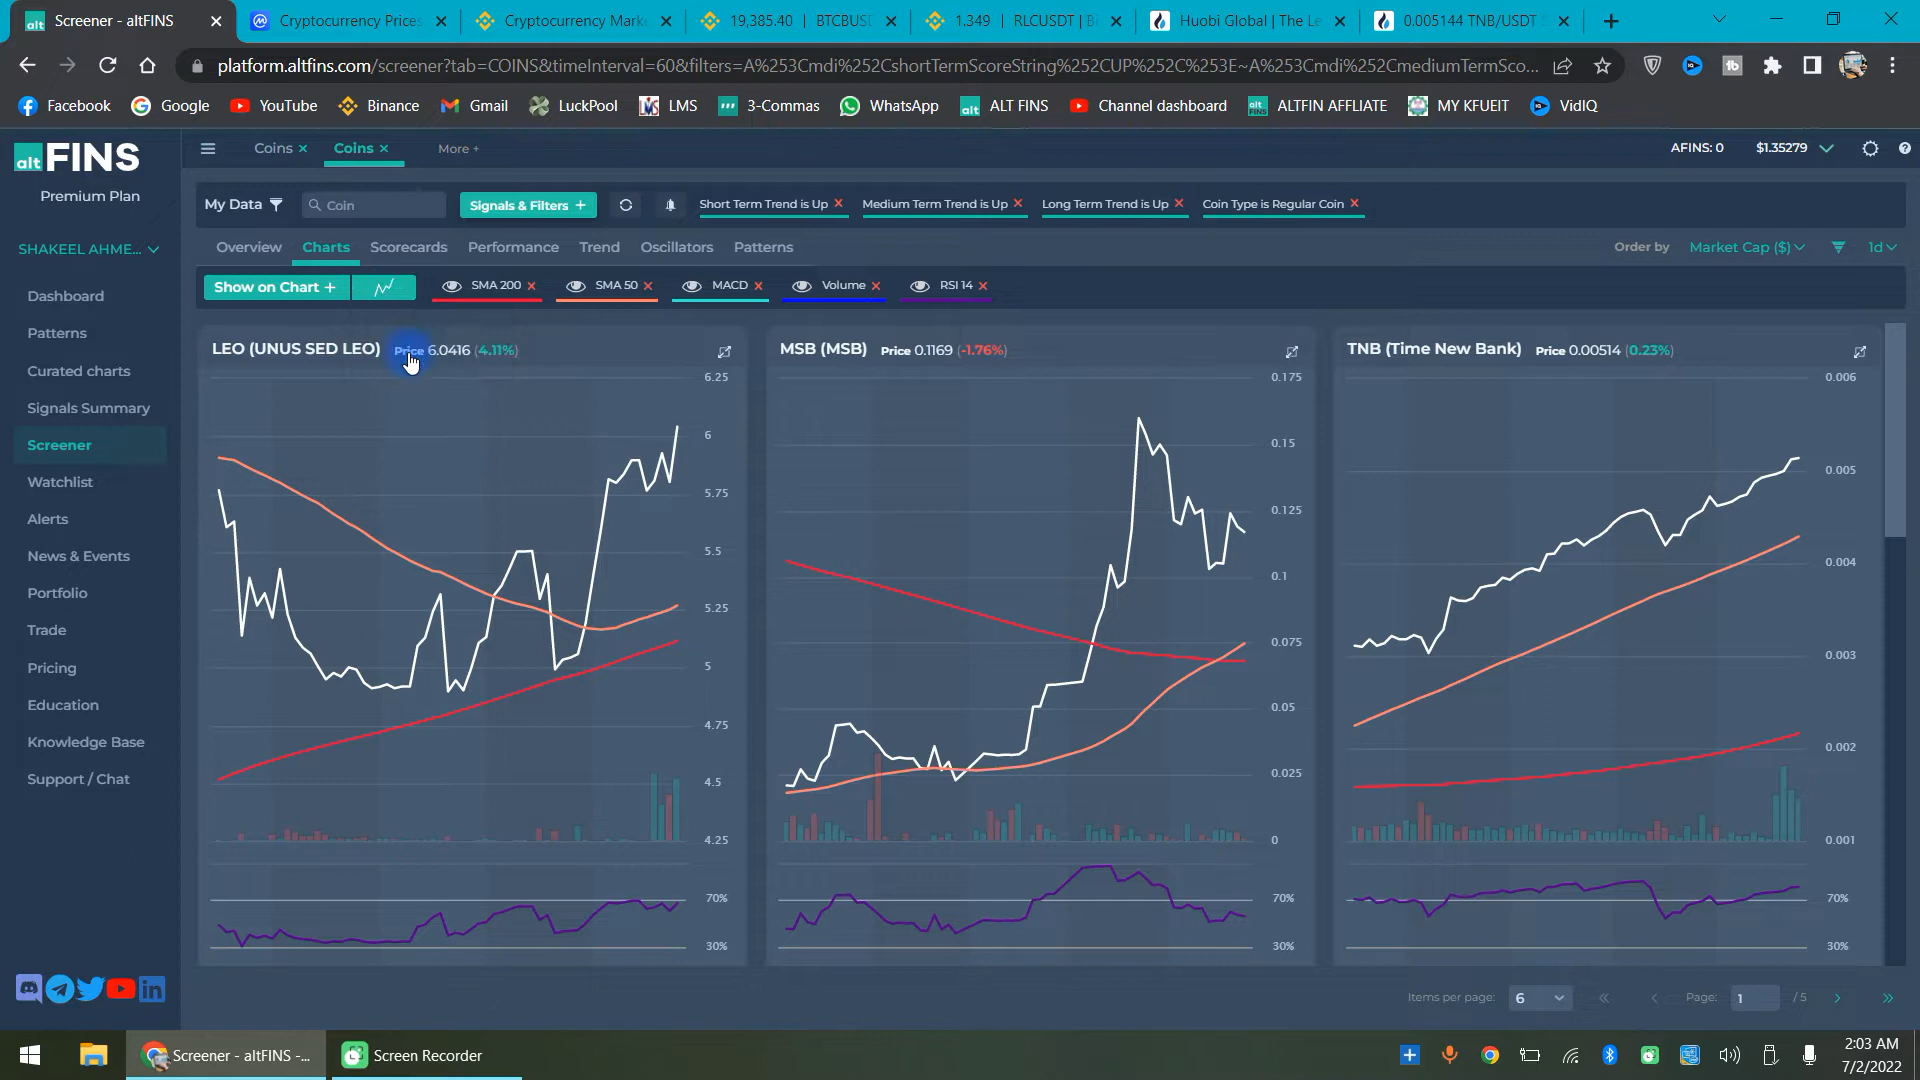 Screener - altFINS
Cryptocurrency Prices
Cryptocurrency Marke
19,385.40 | BTCBUSD
1.349 | RLCUSDT | Bi
Huobi Global | The Le
0.005144 TNB/USDT
platform.altfins.com/screener?tab=COINS&timeInterval=60&filters=A%253Cmdi%252CshortTermScoreString%252CUP%252C%253E~A%253Cmdi%252CmediumTermSco...
Facebook
Google
YouTube
Binance
Gmail
LuckPool
LMS
3-Commas
WhatsApp
ALT FINS
Channel dashboard
ALTFIN AFFLIATE
MY KFUEIT
VidIQ
alt FINS
Premium Plan
SHAKEEL AHME...
Dashboard
Patterns
Curated charts
Signals Summary
Screener
Watchlist
Alerts
News & Events
Portfolio
Trade
Pricing
Education
Knowledge Base
Support / Chat
Coins ×
Coins ×
More +
AFINS: 0
$1.35279
My Data
Coin
Signals & Filters +
Short Term Trend is Up ×
Medium Term Trend is Up ×
Long Term Trend is Up ×
Coin Type is Regular Coin ×
Overview
Charts
Scorecards
Performance
Trend
Oscillators
Patterns
Order by
Market Cap ($)
1d
Show on Chart +
SMA 200 ×
SMA 50 ×
MACD ×
Volume ×
RSI 14 ×
LEO (UNUS SED LEO) Price 6.0416 (4.11%)
6.25
6
5.75
5.5
5.25
5
4.75
4.5
4.25
70%
30%
MSB (MSB) Price 0.1169 (-1.76%)
0.175
0.15
0.125
0.1
0.075
0.05
0.025
0
70%
30%
TNB (Time New Bank) Price 0.00514 (0.23%)
0.006
0.005
0.004
0.003
0.002
0.001
70%
30%
Items per page: 6
Page: 1 / 5
Screener - altFINS -...
Screen Recorder
2:03 AM
7/2/2022